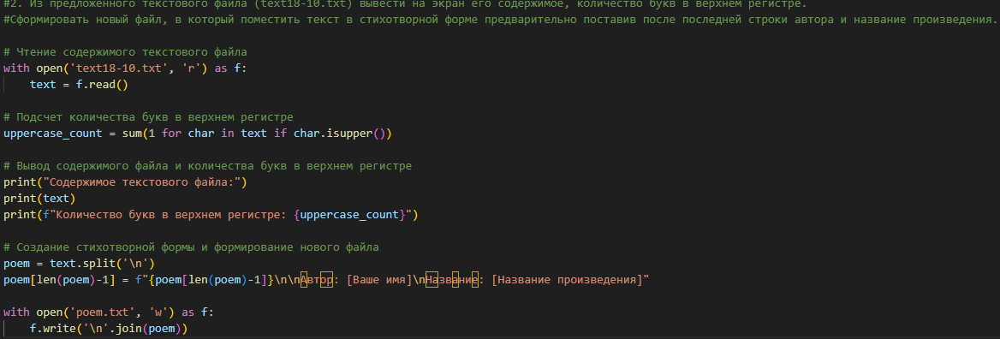 #2. Из предложенного текстового файла (text18-10.txt) вывести на экран его содержимое, количество букв в верхнем регистре.
#Сформировать новый файл, в который поместить текст в стихотворной форме предварительно поставив после последней строки автора и название произведения.
# Чтение содержимого текстового файла
with open('text18-10.txt', 'r') as f:
    text = f.read()
# Подсчет количества букв в верхнем регистре
uppercase_count = sum(1 for char in text if char.isupper())
# Вывод содержимого файла и количества букв в верхнем регистре
print("Содержимое текстового файла:")
print(text)
print(f"Количество букв в верхнем регистре: {uppercase_count}")
# Создание стихотворной формы и формирование нового файла
poem = text.split('\n')
poem[len(poem)-1] = f"{poem[len(poem)-1]}\n\nАвтор: [Ваше имя]\nНазвание: [Название произведения]"
with open('poem.txt', 'w') as f:
    f.write('\n'.join(poem))